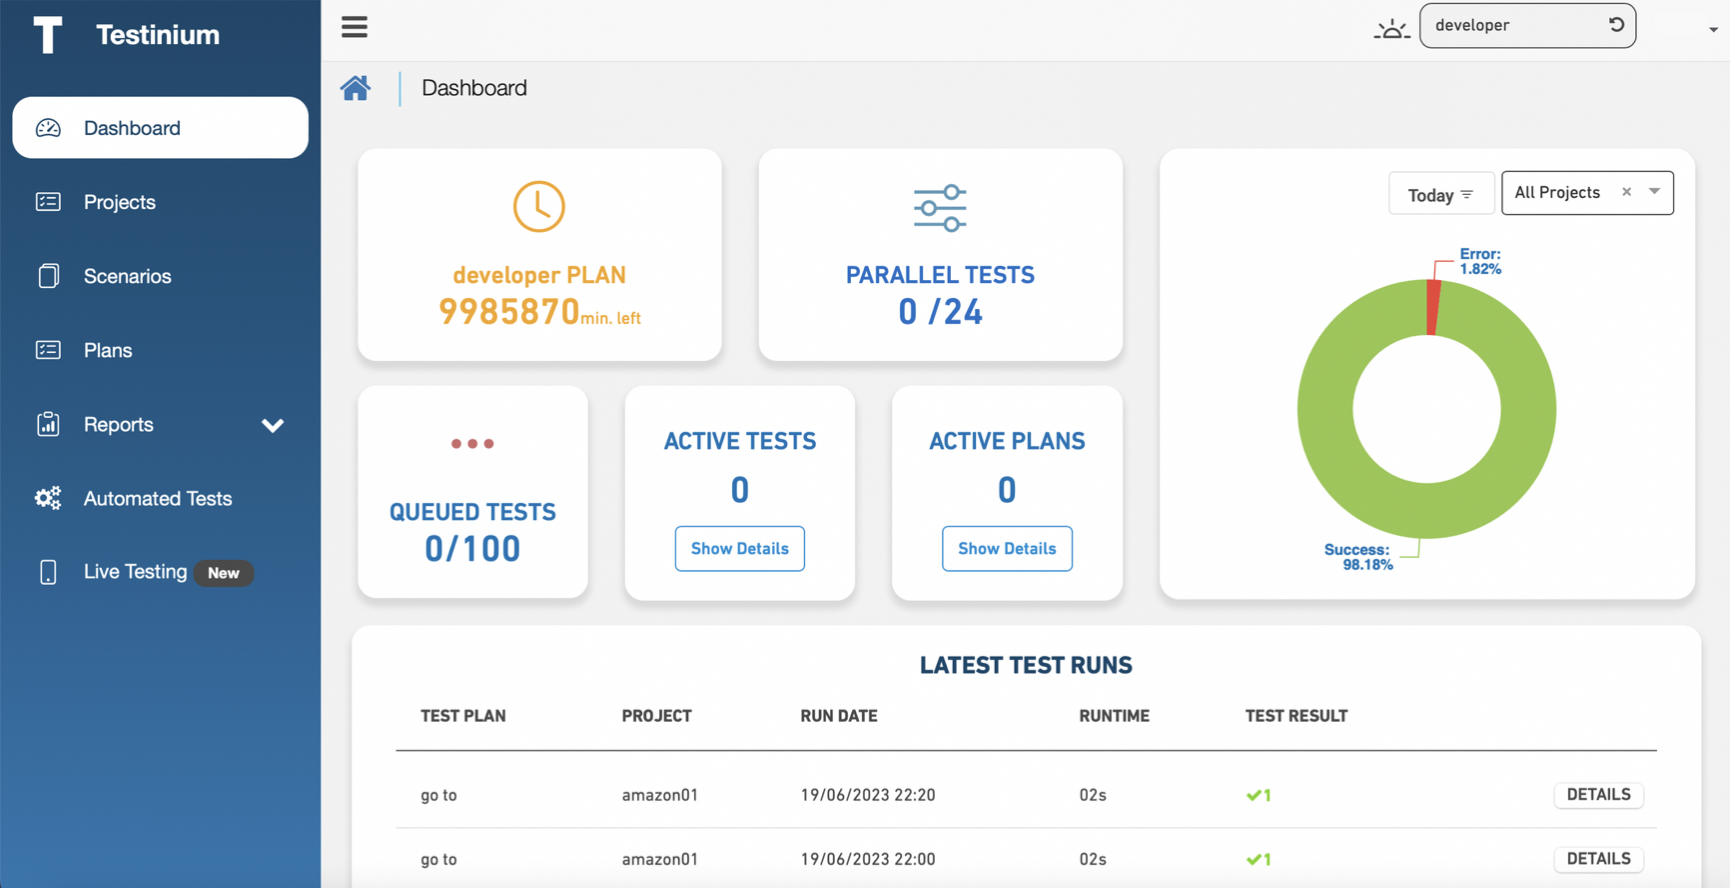 Testinium
developer
Dashboard
Dashboard
Projects
Scenarios
Plans
Reports
Automated Tests
Live Testing New
developer PLAN
9985870 min. left
PARALLEL TESTS
0 /24
Today
All Projects ×
Error:
1.82%
Success:
98.18%
QUEUED TESTS
0/100
ACTIVE TESTS
0
Show Details
ACTIVE PLANS
0
Show Details
LATEST TEST RUNS
TEST PLAN PROJECT RUN DATE RUNTIME TEST RESULT
go to amazon01 19/06/2023 22:20 02s ✔1 DETAILS
go to amazon01 19/06/2023 22:00 02s ✔1 DETAILS